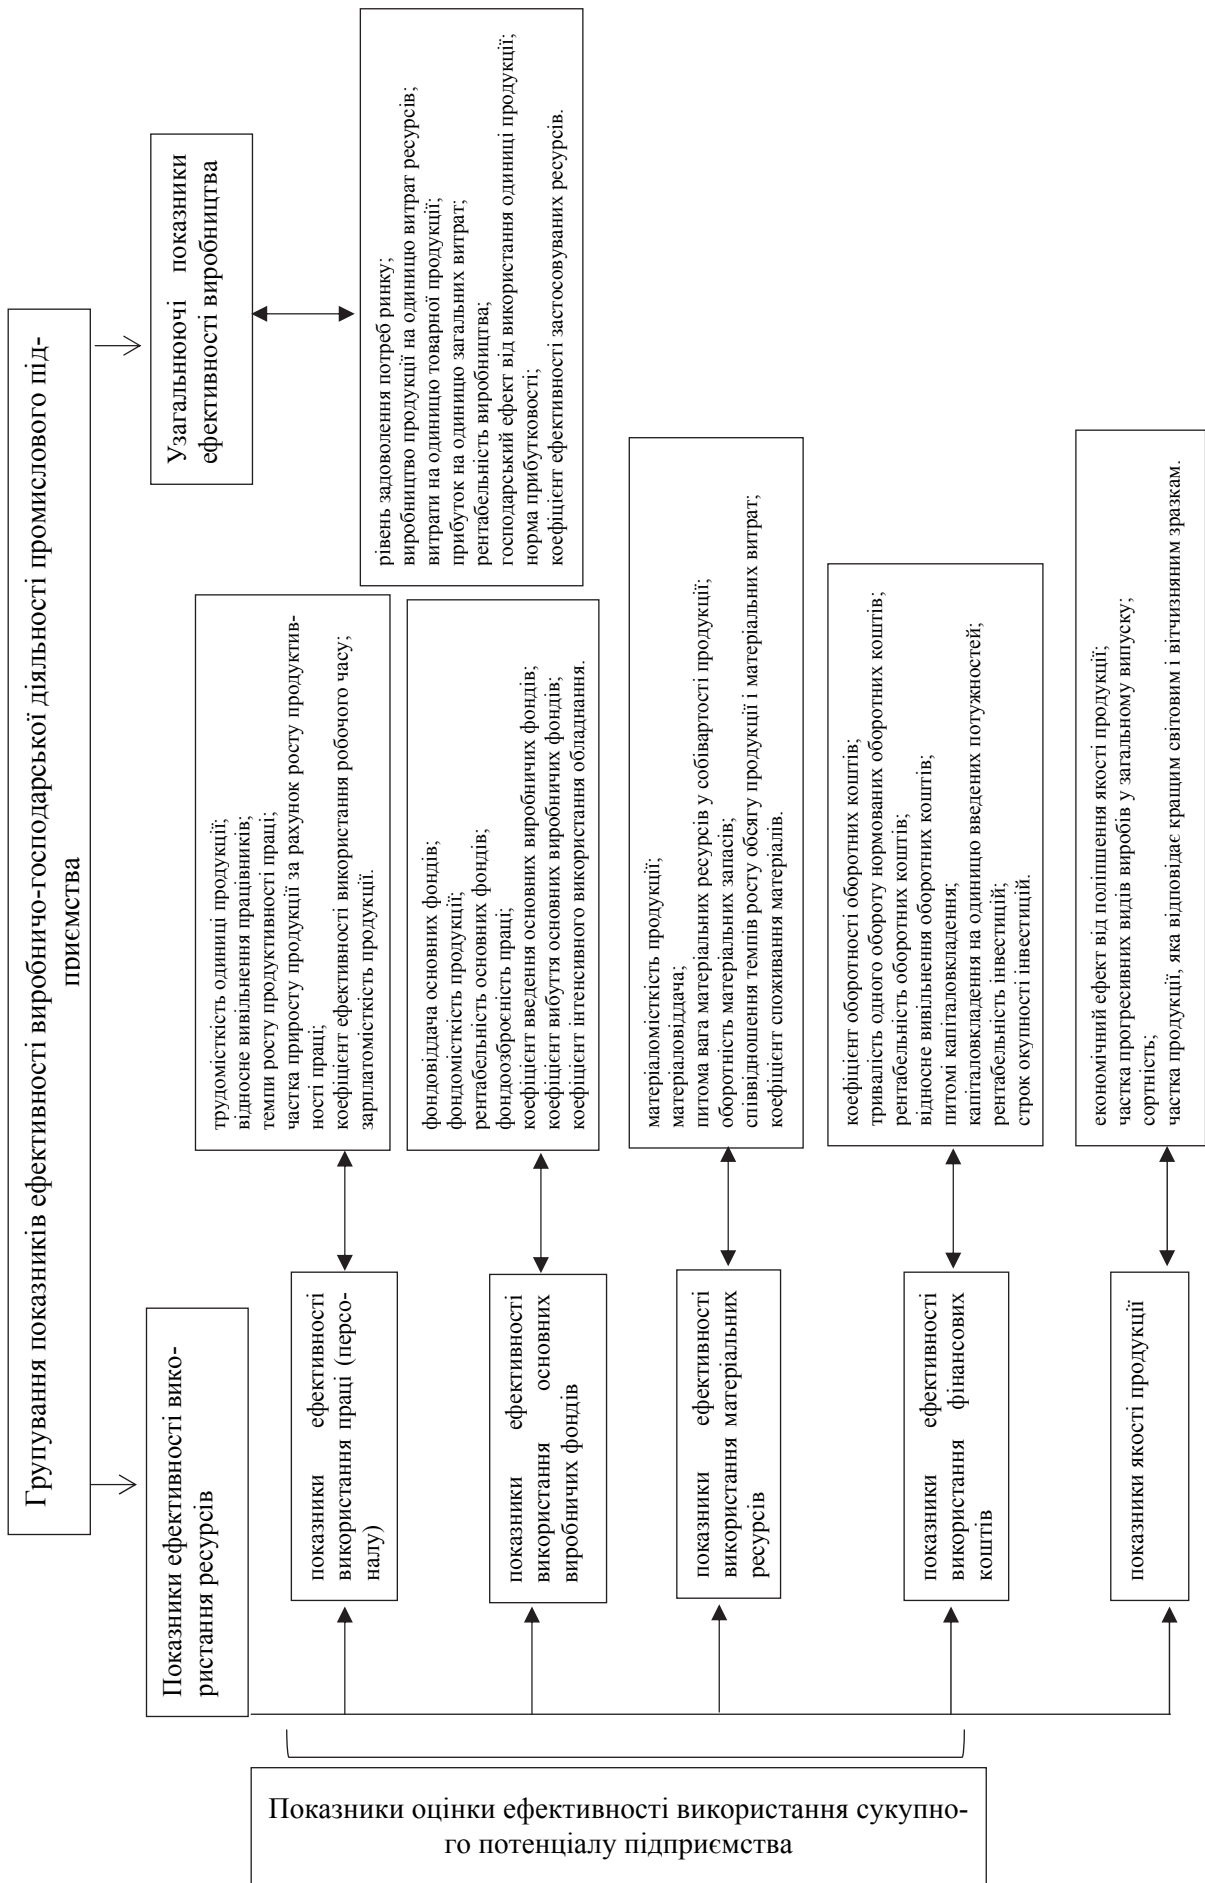 Групування показників ефективності виробничо-господарської діяльності промислового під-
приємства
Показники ефективності вико-
ристання ресурсів
Узагальнюючі показники
ефективності виробництва
рівень задоволення потреб ринку;
виробництво продукції на одиницю витрат ресурсів;
витрати на одиницю товарної продукції;
прибуток на одиницю загальних витрат;
рентабельність виробництва;
господарський ефект від використання одиниці продукції;
норма прибутковості;
коефіцієнт ефективності застосовуваних ресурсів.
показники ефективності
використання праці (персо-
налу)
трудомісткість одиниці продукції;
відносне вивільнення працівників;
темпи росту продуктивності праці;
частка приросту продукції за рахунок росту продуктив-
ності праці;
коефіцієнт ефективності використання робочого часу;
зарплатомісткість продукції.
показники ефективності
використання основних
виробничих фондів
фондовіддача основних фондів;
фондомісткість продукції;
рентабельність основних фондів;
фондоозброєність праці;
коефіцієнт введення основних виробничих фондів;
коефіцієнт вибуття основних виробничих фондів;
коефіцієнт інтенсивного використання обладнання.
показники ефективності
використання матеріальних
ресурсів
матеріаломісткість продукції;
матеріаловіддача;
питома вага матеріальних ресурсів у собівартості продукції;
оборотність матеріальних запасів;
співвідношення темпів росту обсягу продукції і матеріальних витрат;
коефіцієнт споживання матеріалів.
показники ефективності
використання фінансових
коштів
коефіцієнт оборотності оборотних коштів;
тривалість одного обороту нормованих оборотних коштів;
рентабельність оборотних коштів;
відносне вивільнення оборотних коштів;
питомі капіталовкладення;
капіталовкладення на одиницю введених потужностей;
рентабельність інвестицій;
строк окупності інвестицій.
показники якості продукції
економічний ефект від поліпшення якості продукції;
частка прогресивних видів виробів у загальному випуску;
сортність;
частка продукції, яка відповідає кращим світовим і вітчизняним зразкам.
Показники оцінки ефективності використання сукупно-
го потенціалу підприємства